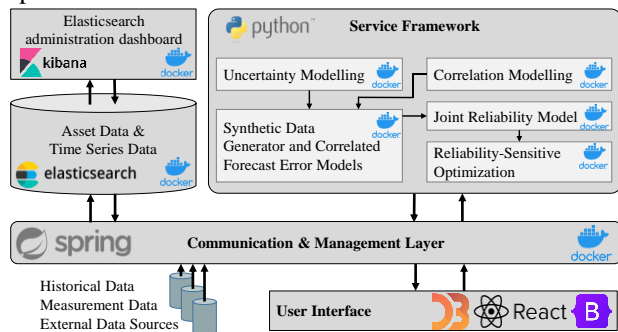 Elasticsearch
administration dashboard
kibana
docker
python™
Service Framework
Uncertainty Modelling
docker
Correlation Modelling
docker
Asset Data &
Time Series Data
elasticsearch
docker
Synthetic Data
Generator and Correlated
Forecast Error Models
docker
Joint Reliability Model
docker
Reliability-Sensitive
Optimization
docker
spring
Communication & Management Layer
docker
Historical Data
Measurement Data
External Data Sources
User Interface
React
B